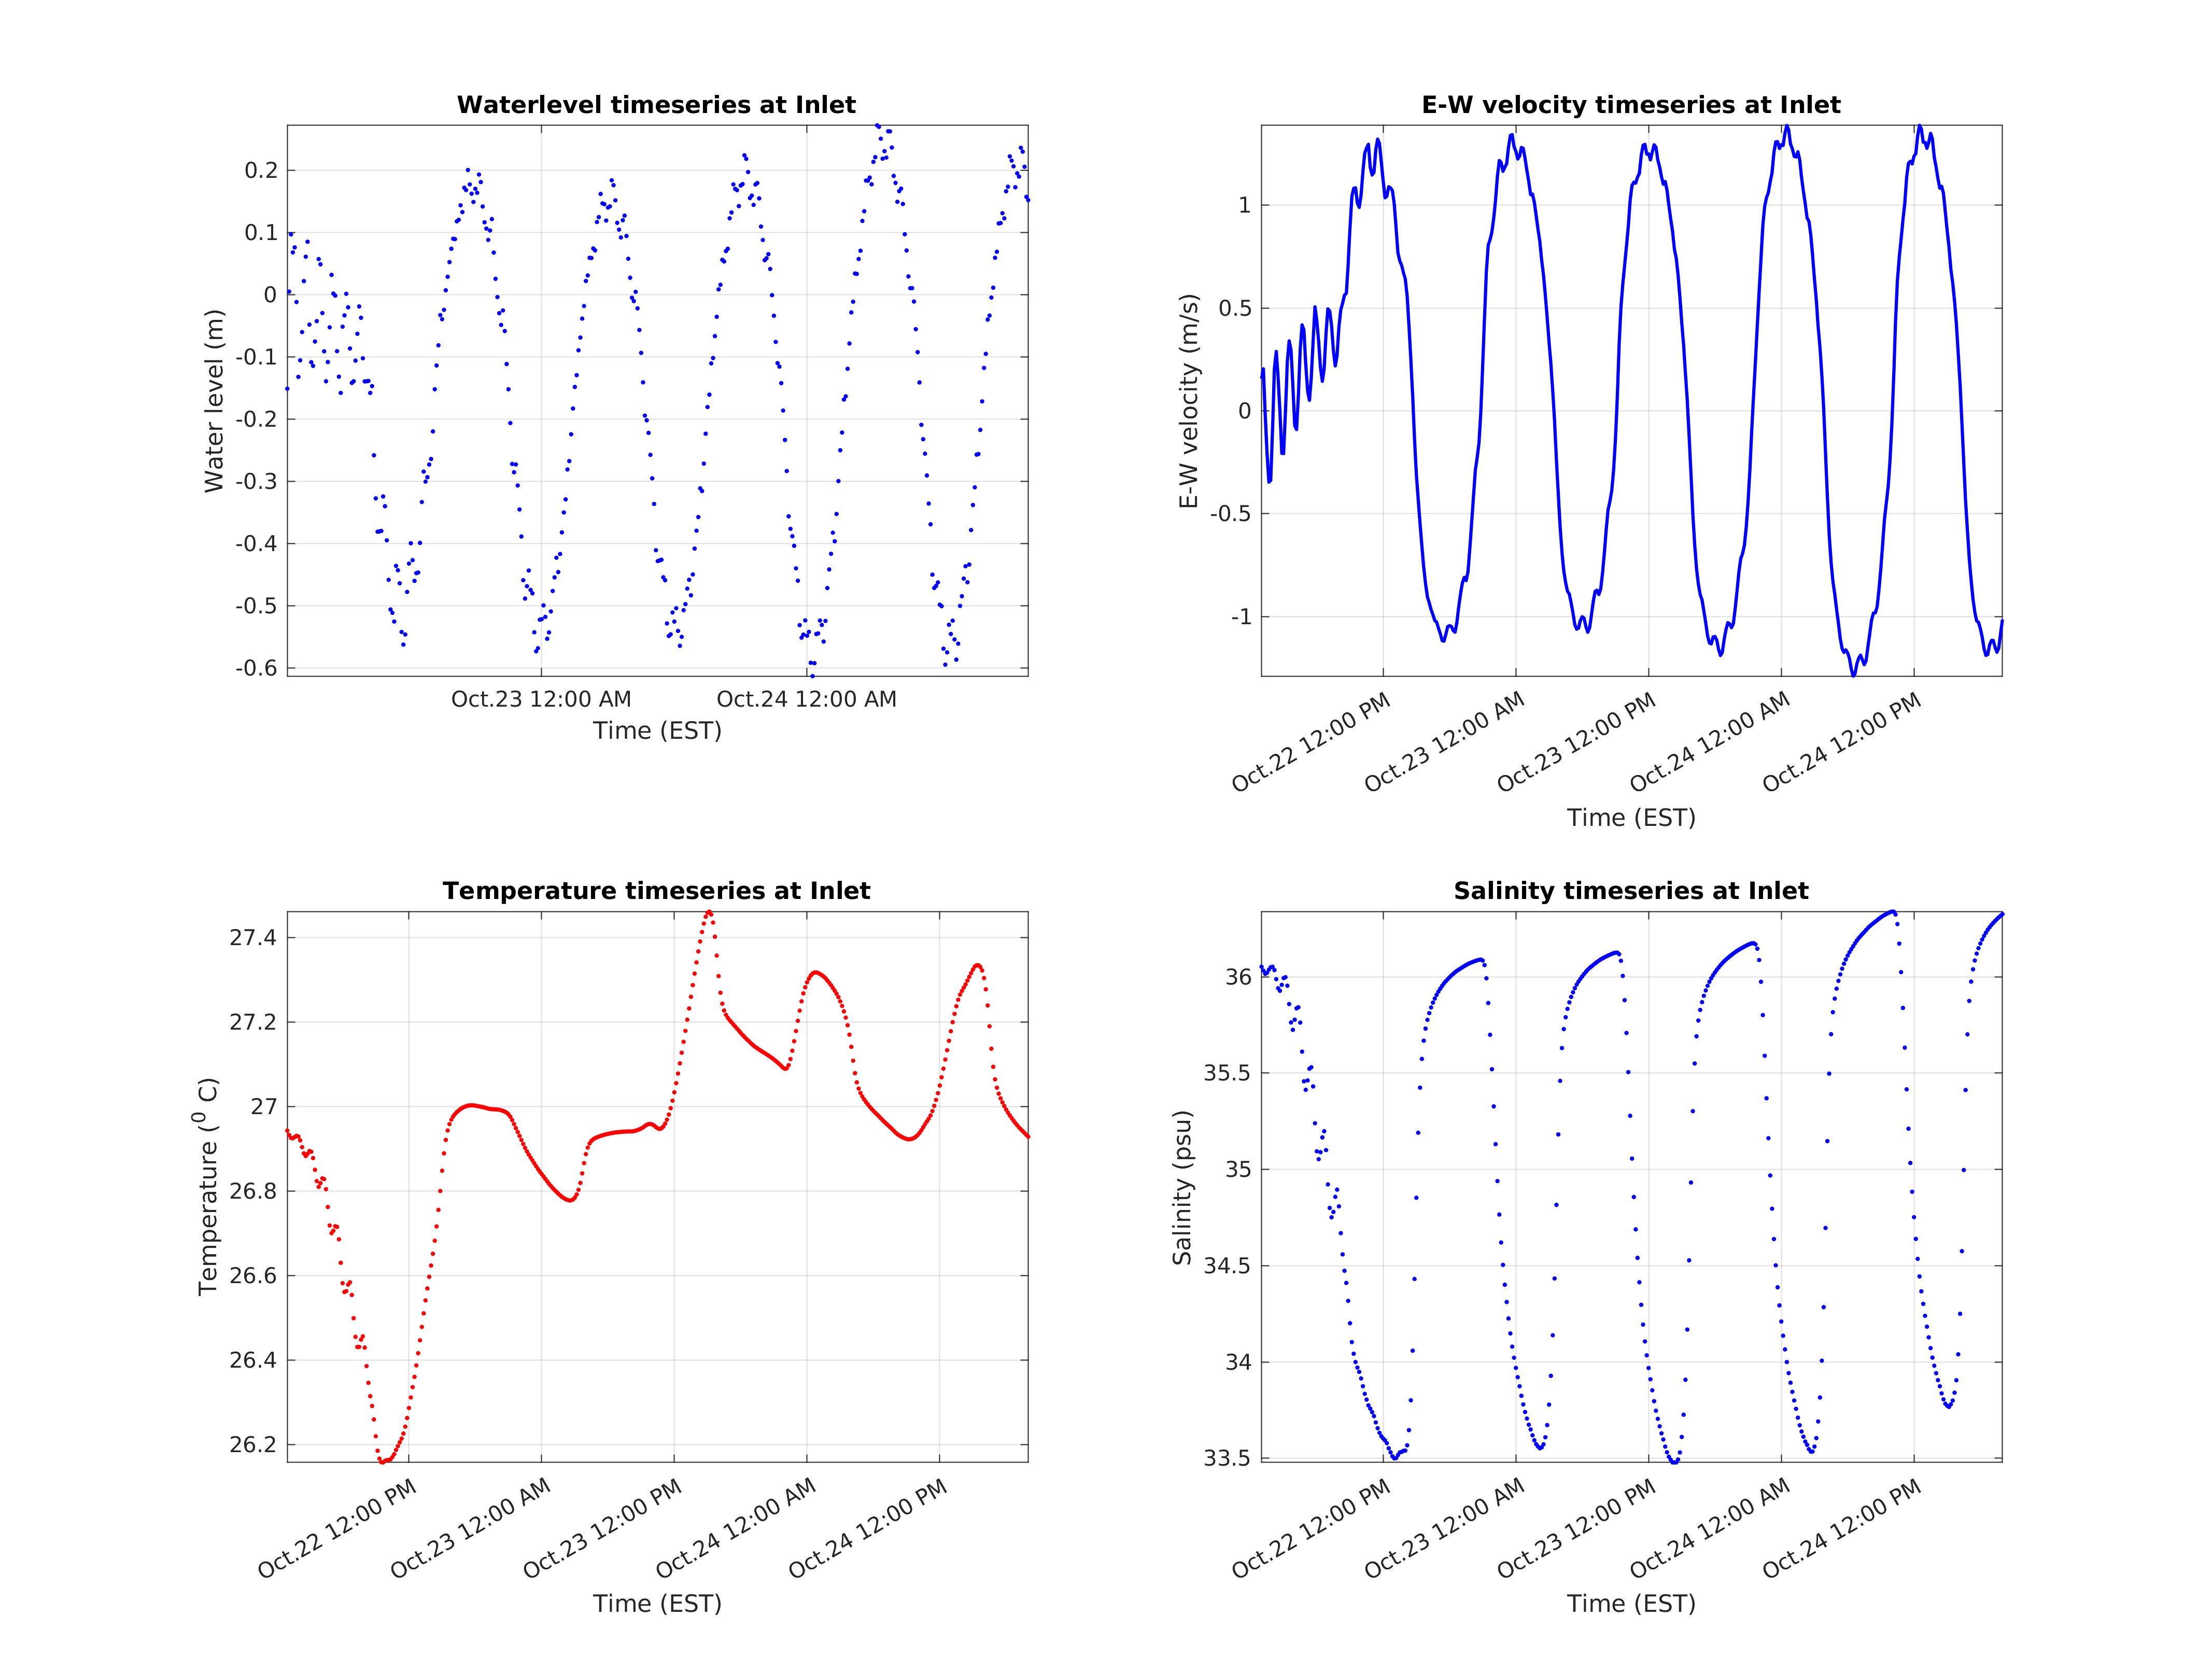 Waterlevel timeseries at Inlet
Water level (m)
0.2
0.1
0
-0.1
-0.2
-0.3
-0.4
-0.5
-0.6
Oct.23 12:00 AM
Oct.24 12:00 AM
Time (EST)
E-W velocity timeseries at Inlet
E-W velocity (m/s)
1
0.5
0
-0.5
-1
Oct.22 12:00 PM
Oct.23 12:00 AM
Oct.23 12:00 PM
Oct.24 12:00 AM
Oct.24 12:00 PM
Time (EST)
Temperature timeseries at Inlet
Temperature (⁰ C)
27.4
27.2
27
26.8
26.6
26.4
26.2
Oct.22 12:00 PM
Oct.23 12:00 AM
Oct.23 12:00 PM
Oct.24 12:00 AM
Oct.24 12:00 PM
Time (EST)
Salinity timeseries at Inlet
Salinity (psu)
36
35.5
35
34.5
34
33.5
Oct.22 12:00 PM
Oct.23 12:00 AM
Oct.23 12:00 PM
Oct.24 12:00 AM
Oct.24 12:00 PM
Time (EST)